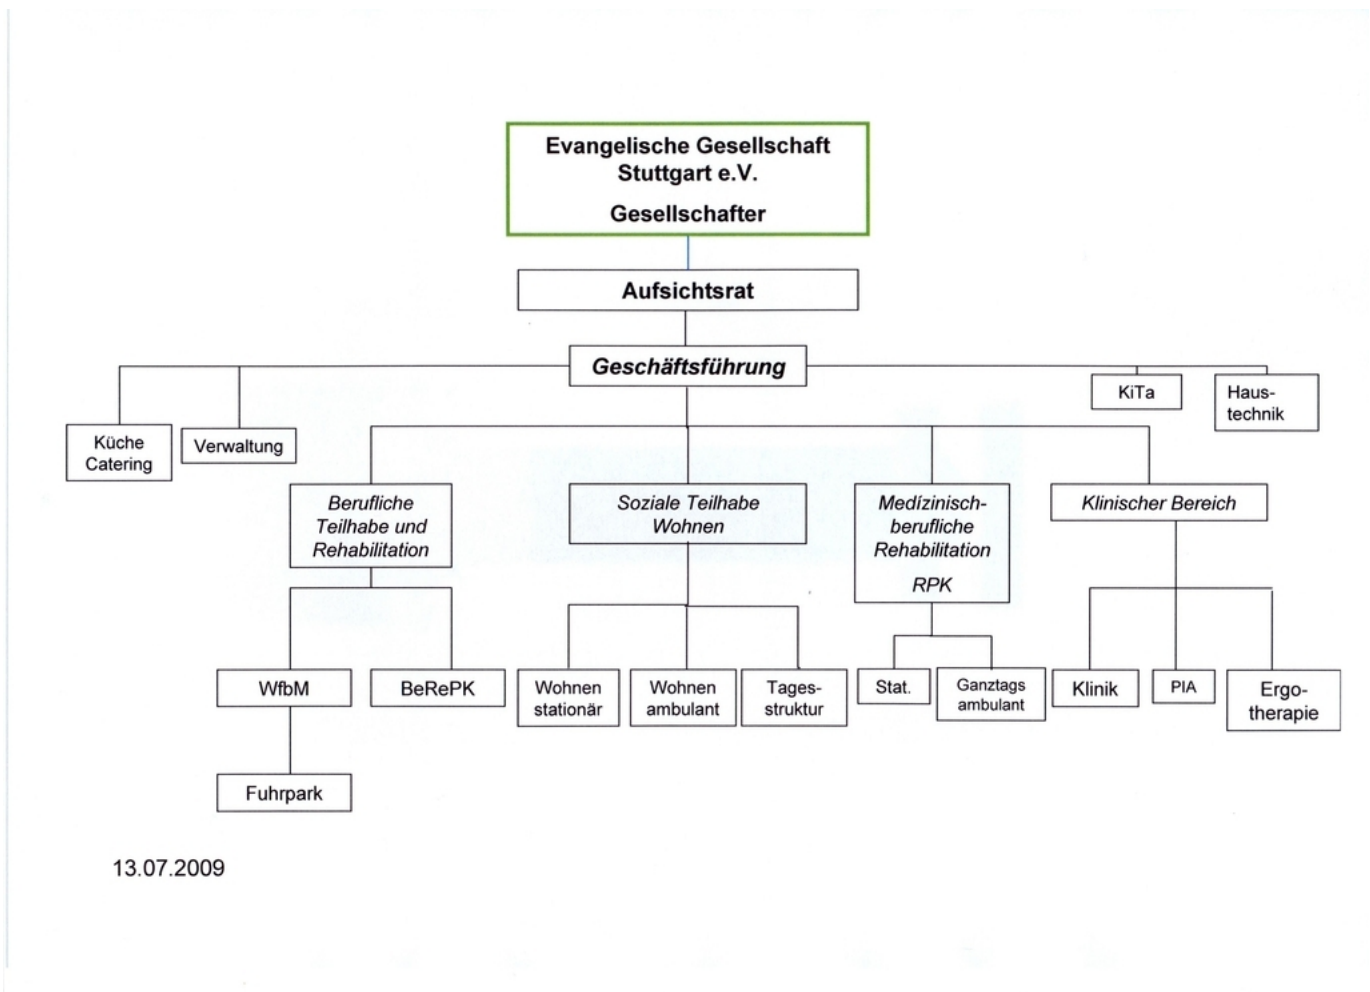 Evangelische Gesellschaft
Stuttgart e.V.
Gesellschafter
Aufsichtsrat
Geschäftsführung
Küche
Catering
Verwaltung
KiTa
Haus-
technik
Berufliche
Teilhabe und
Rehabilitation
Soziale Teilhabe
Wohnen
Medizinisch-
berufliche
Rehabilitation
RPK
Klinischer Bereich
WfbM
BeRePK
Wohnen
stationär
Wohnen
ambulant
Tages-
struktur
Stat.
Ganztags
ambulant
Klinik
PIA
Ergo-
therapie
Fuhrpark
13.07.2009